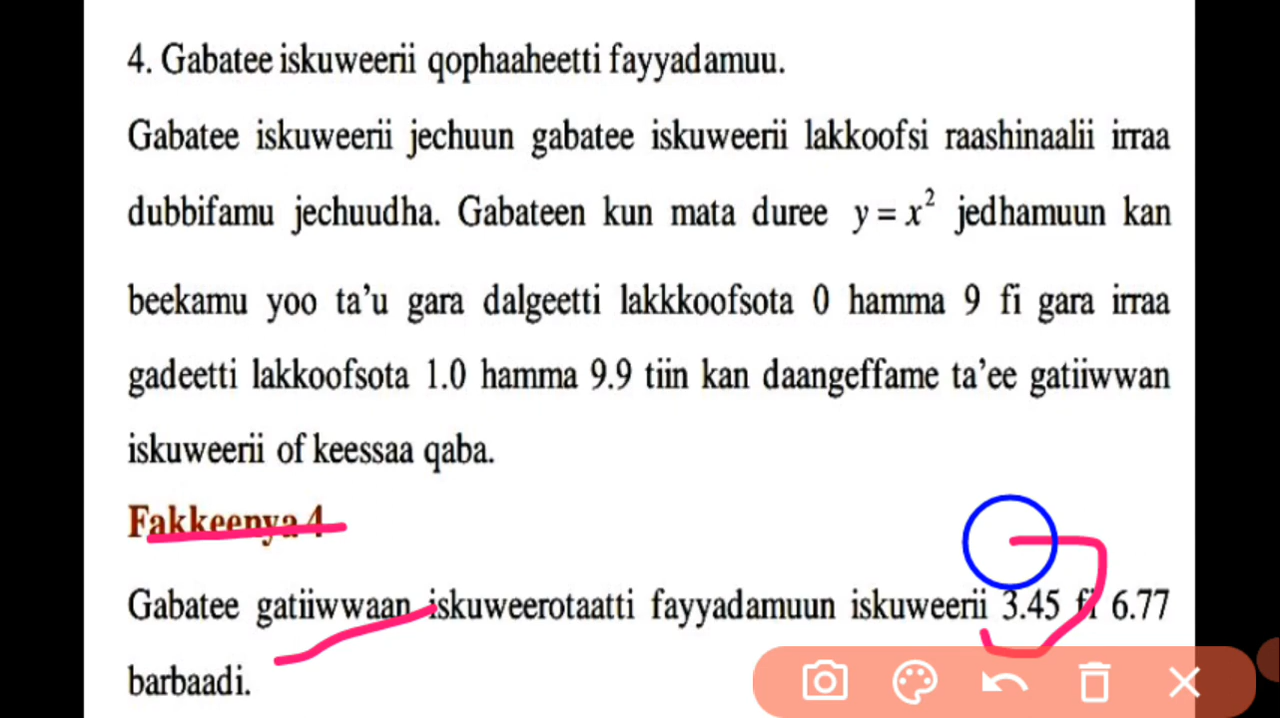 4. Gabatee iskuweerii qophaaheetti fayyadamuu.
Gabatee iskuweerii jechuun gabatee iskuweerii lakkoofsi raashinaalii irraa
dubbifamu jechuudha. Gabateen kun mata duree y = x² jedhamuun kan
beekamu yoo ta’u gara dalgeetti lakkkoofsota 0 hamma 9 fi gara irraa
gadeetti lakkoofsota 1.0 hamma 9.9 tiin kan daangeffame ta’ee gatiiwwan
iskuweerii of keessaa qaba.
Fakkeenya 4
Gabatee gatiiwwaan iskuweerotaatti fayyadamuun iskuweerii 3.45 fi 6.77
barbaadi.